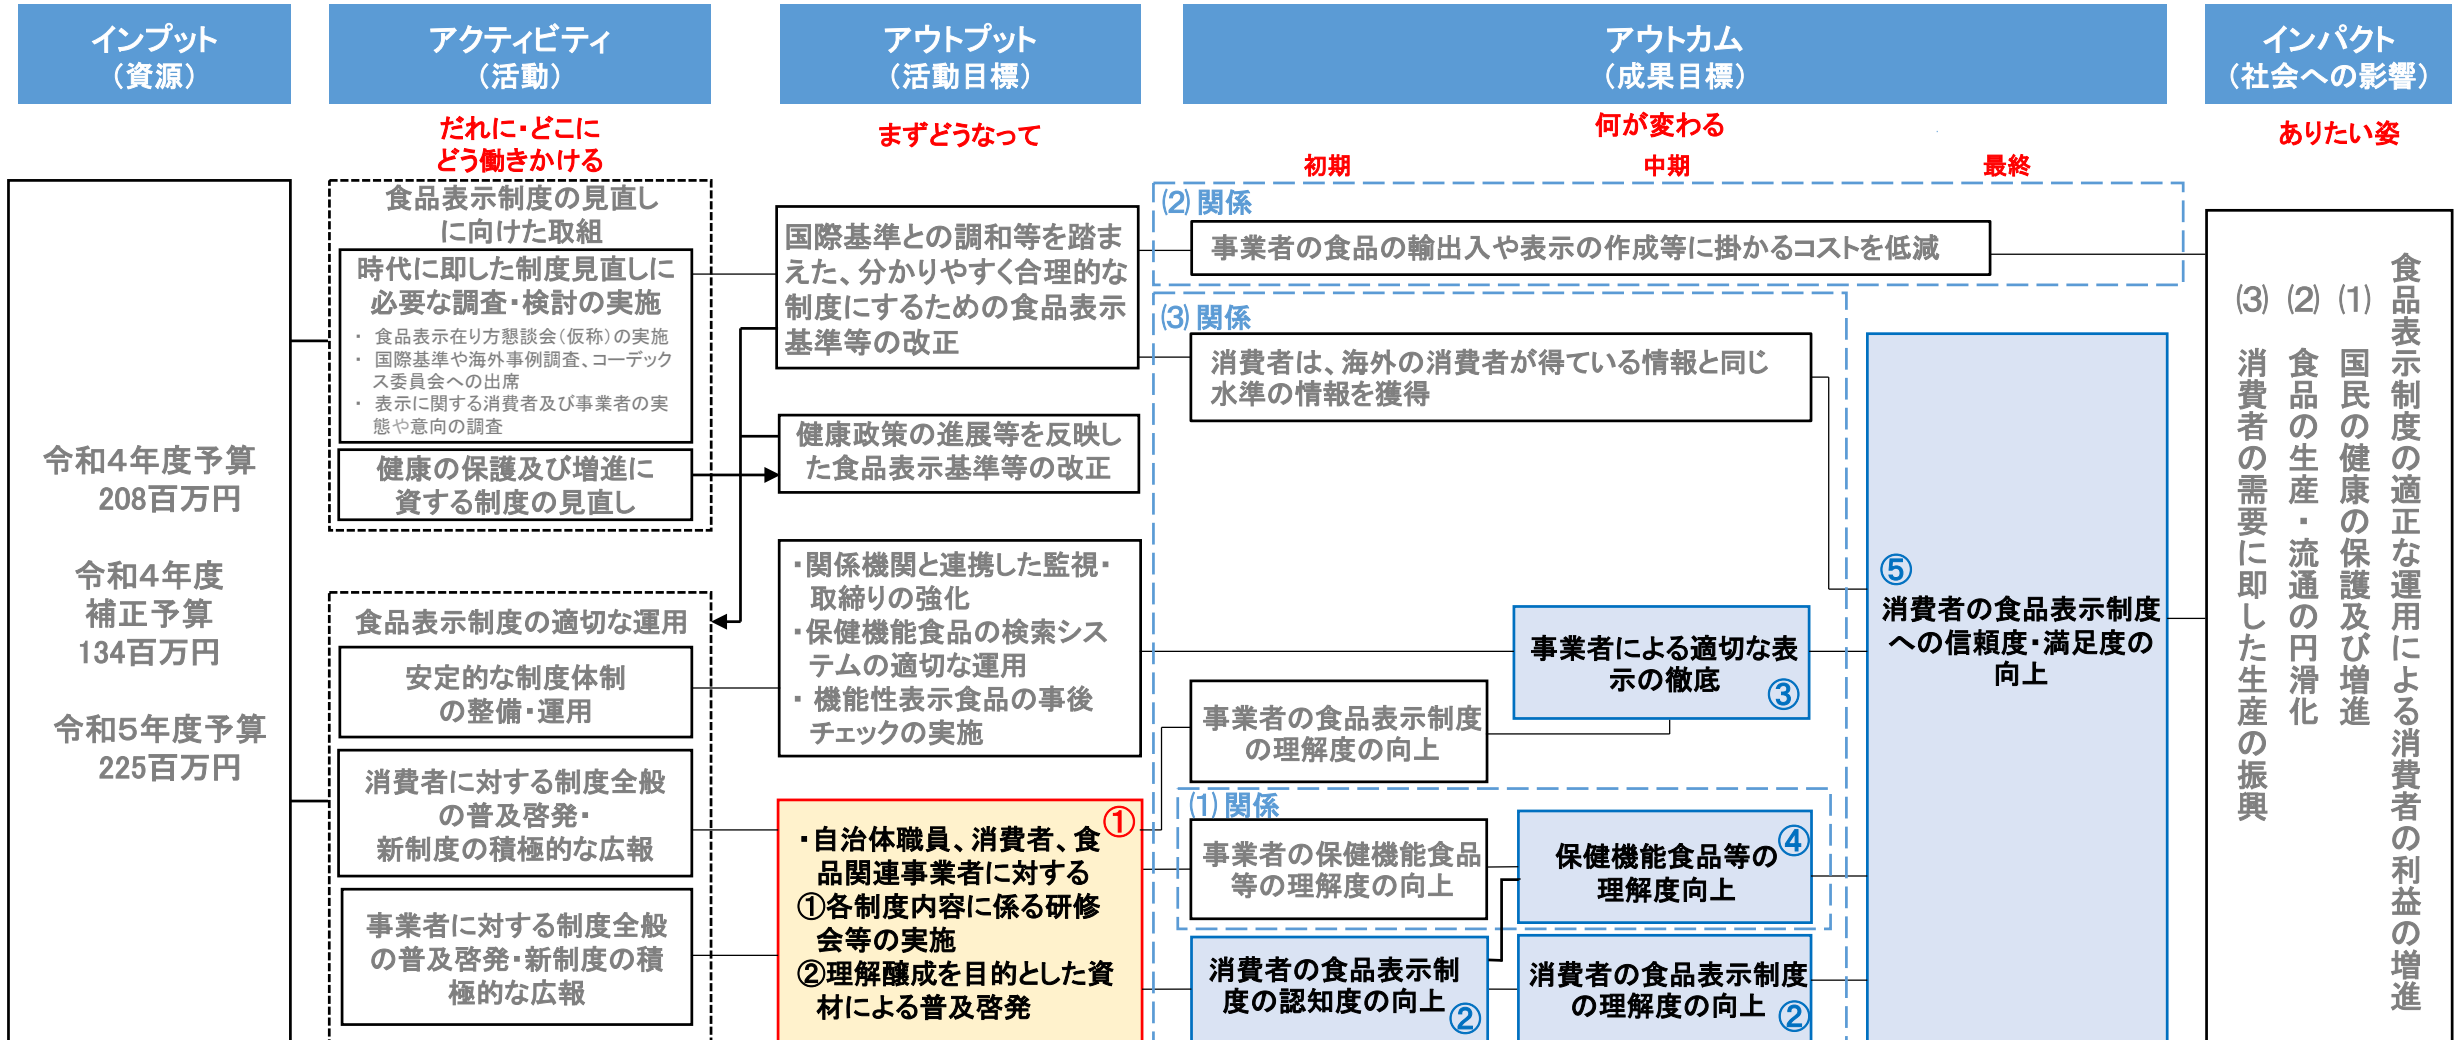 インプット
(資源)
アクティビティ
(活動)
アウトプット
(活動目標)
アウトカム
(成果目標)
インパクト
(社会への影響)
だれに・どこに
どう働きかける
まずどうなって
何が変わる
ありたい姿
初期
中期
最終
令和4年度予算
208百万円
令和4年度
補正予算
134百万円
令和5年度予算
225百万円
食品表示制度の見直し
に向けた取組
時代に即した制度見直しに
必要な調査・検討の実施
・ 食品表示在り方懇談会(仮称)の実施
・ 国際基準や海外事例調査、コーデック
ス委員会への出席
・ 表示に関する消費者及び事業者の実
態や意向の調査
健康の保護及び増進に
資する制度の見直し
食品表示制度の適切な運用
安定的な制度体制
の整備・運用
消費者に対する制度全般
の普及啓発・
新制度の積極的な広報
事業者に対する制度全般
の普及啓発・新制度の積
極的な広報
国際基準との調和等を踏ま
えた、分かりやすく合理的な
制度にするための食品表示
基準等の改正
健康政策の進展等を反映し
た食品表示基準等の改正
・関係機関と連携した監視・
取締りの強化
・保健機能食品の検索シス
テムの適切な運用
・ 機能性表示食品の事後
チェックの実施
①
・自治体職員、消費者、食
品関連事業者に対する
①各制度内容に係る研修
会等の実施
②理解醸成を目的とした資
材による普及啓発
(2)関係
事業者の食品の輸出入や表示の作成等に掛かるコストを低減
(3)関係
消費者は、海外の消費者が得ている情報と同じ
水準の情報を獲得
事業者による適切な表
示の徹底
③
事業者の食品表示制度
の理解度の向上
(1)関係
事業者の保健機能食品
等の理解度の向上
保健機能食品等の
理解度向上
④
消費者の食品表示制
度の認知度の向上
②
消費者の食品表示制度
の理解度の向上
②
⑤
消費者の食品表示制度
への信頼度・満足度の
向上
食品表示制度の適正な運用による消費者の利益の増進
(1) 国民の健康の保護及び増進
(2) 食品の生産・流通の円滑化
(3) 消費者の需要に即した生産の振興